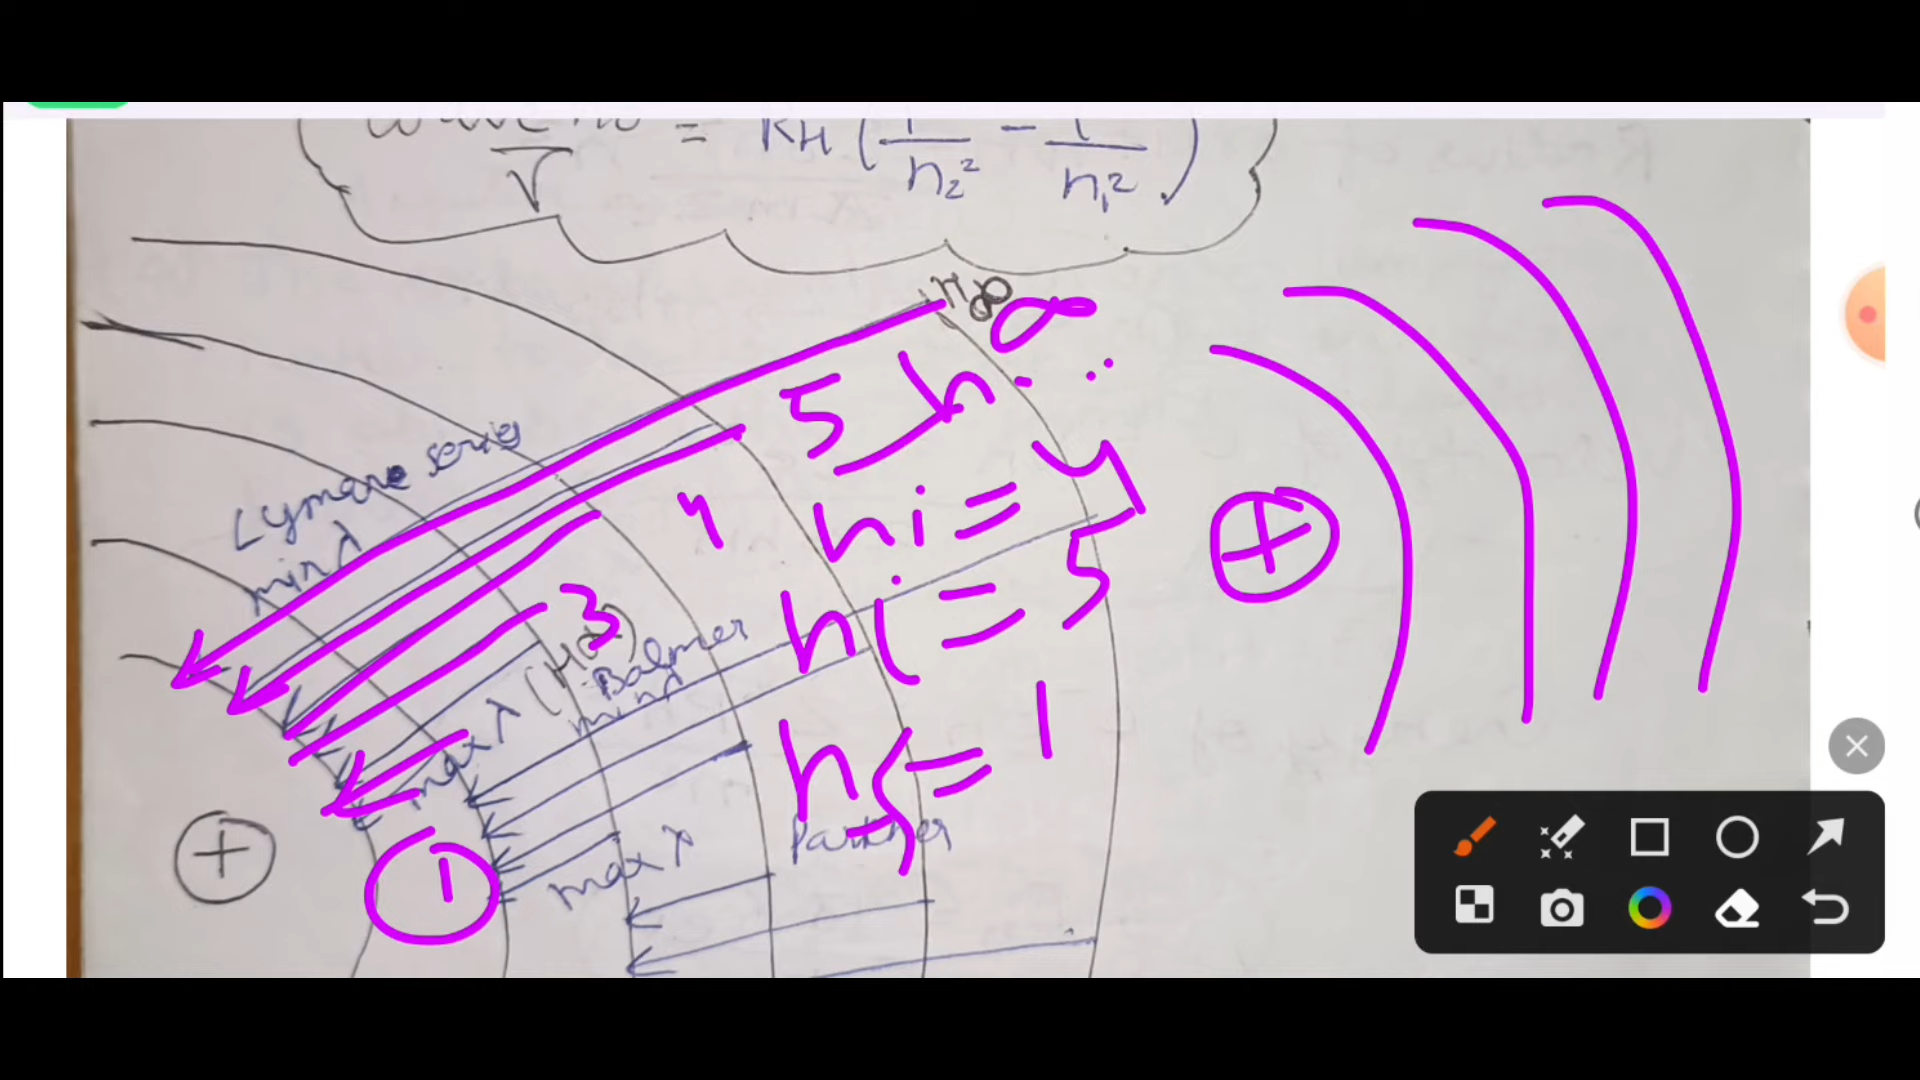 = RH ( 1/n₂² - 1/n₁² )
n∞ ∞
5 n...
Lymane series
min λ
4 ni = 4
ni = 5
3
(Hα)
Balmer
min λ
max λ
nf = 1
1
max λ